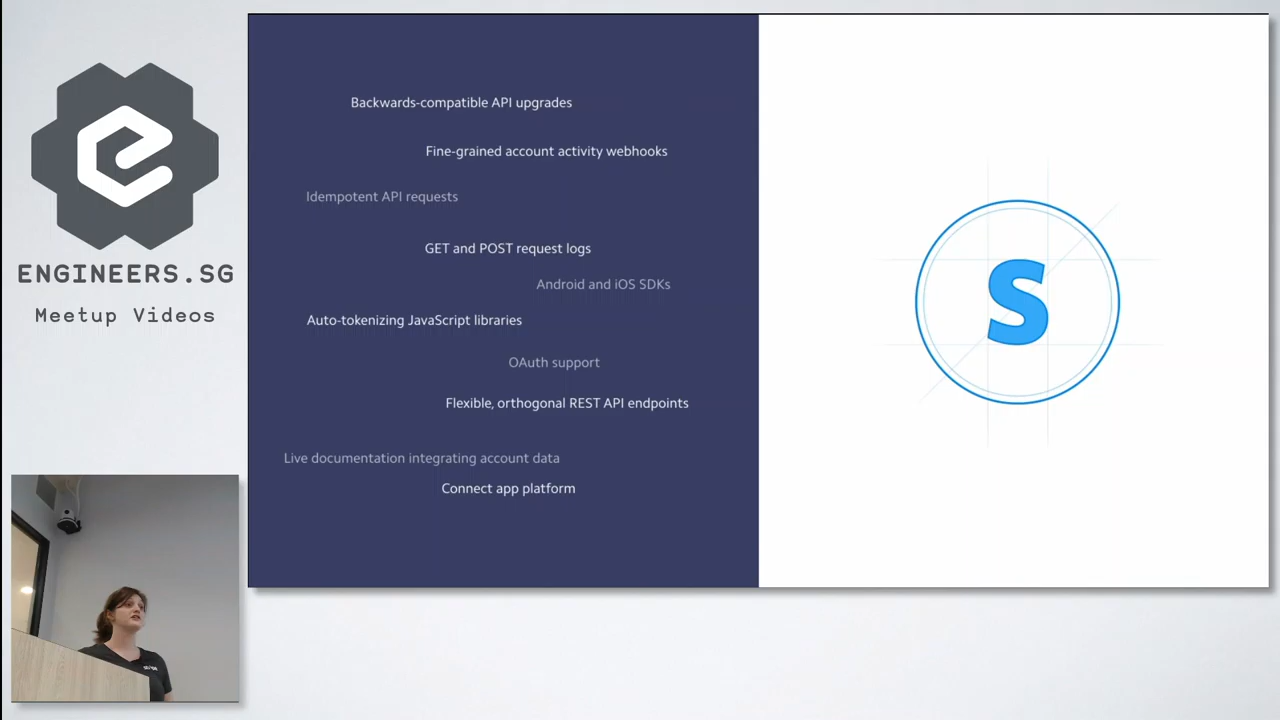 ENGINEERS.SG
Meetup Videos
Backwards-compatible API upgrades
Fine-grained account activity webhooks
Idempotent API requests
GET and POST request logs
Android and iOS SDKs
Auto-tokenizing JavaScript libraries
OAuth support
Flexible, orthogonal REST API endpoints
Live documentation integrating account data
Connect app platform
S